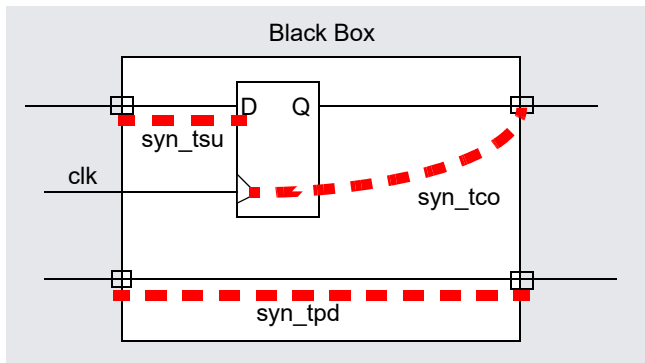 Black Box
D Q
syn_tsu
clk
syn_tco
syn_tpd